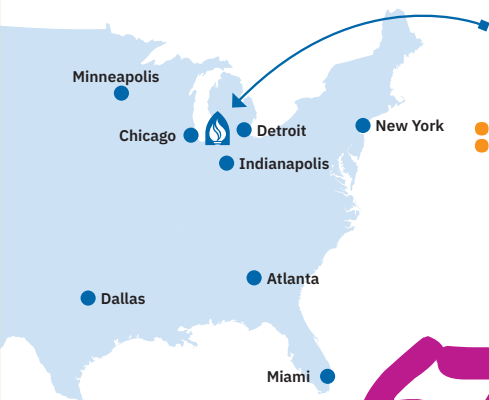 Minneapolis
Chicago
Detroit
New York
Indianapolis
Atlanta
Dallas
Miami